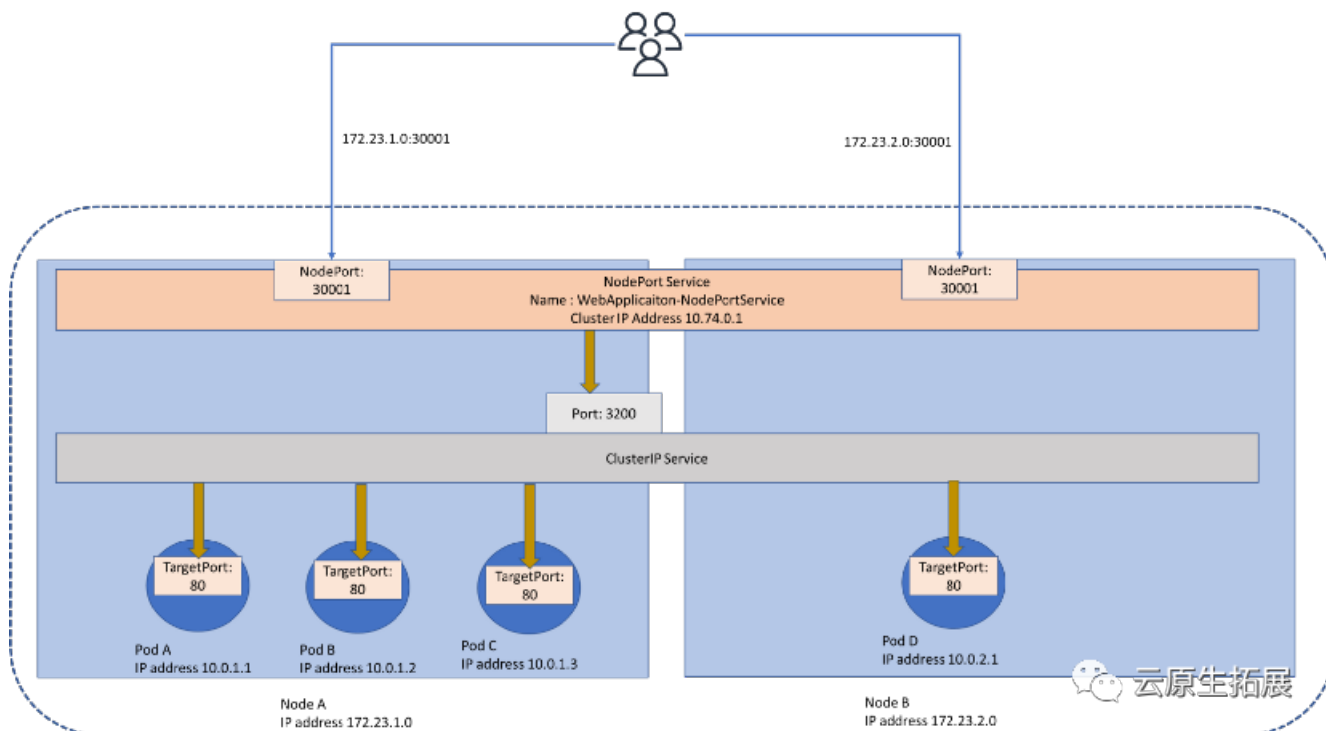 172.23.1.0:30001
172.23.2.0:30001
NodePort:
30001
NodePort:
30001
NodePort Service
Name : WebApplicaiton-NodePortService
Cluster IP Address 10.74.0.1
Port: 3200
ClusterIP Service
TargetPort:
80
TargetPort:
80
TargetPort:
80
TargetPort:
80
Pod A
IP address 10.0.1.1
Pod B
IP address 10.0.1.2
Pod C
IP address 10.0.1.3
Pod D
IP address 10.0.2.1
Node A
IP address 172.23.1.0
Node B
IP address 172.23.2.0
云原生拓展